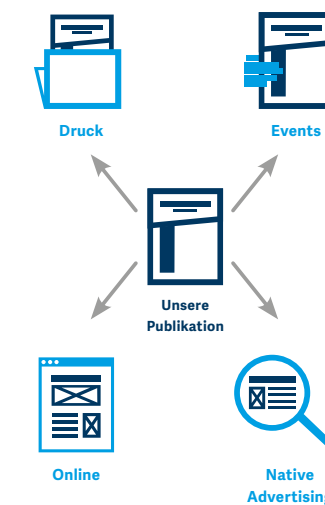 Druck
Events
Unsere
Publikation
Online
Native
Advertising